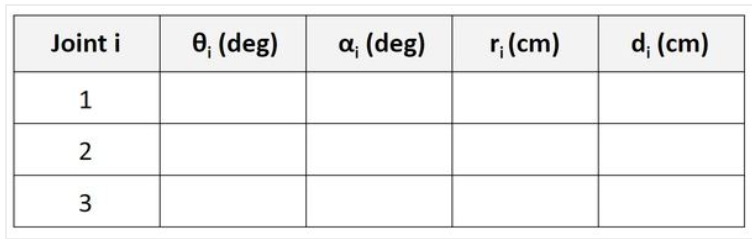 Joint i θᵢ (deg) αᵢ (deg) rᵢ (cm) dᵢ (cm)
1
2
3